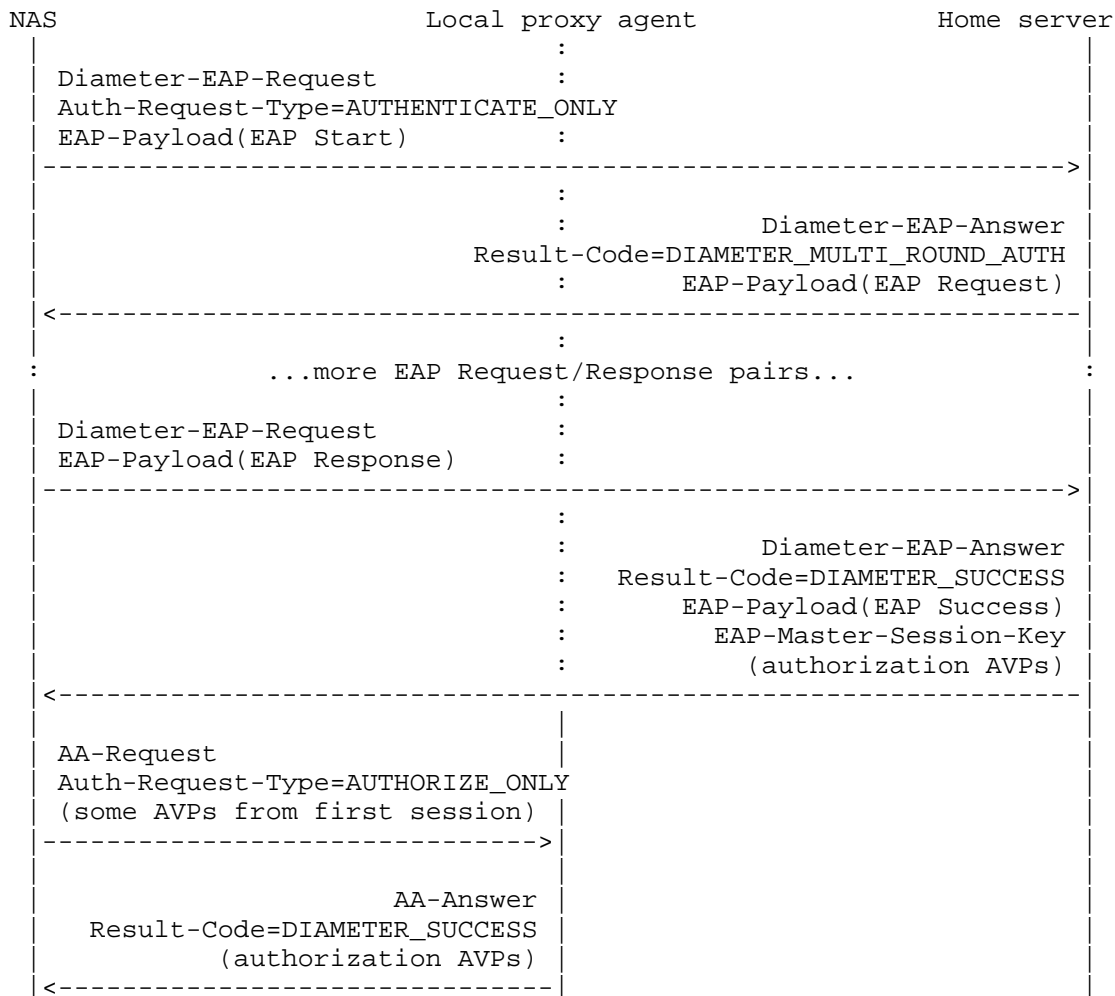 NAS Local proxy agent Home server
Diameter-EAP-Request
Auth-Request-Type=AUTHENTICATE_ONLY
EAP-Payload(EAP Start)
Diameter-EAP-Answer
Result-Code=DIAMETER_MULTI_ROUND_AUTH
EAP-Payload(EAP Request)
...more EAP Request/Response pairs...
Diameter-EAP-Request
EAP-Payload(EAP Response)
Diameter-EAP-Answer
Result-Code=DIAMETER_SUCCESS
EAP-Payload(EAP Success)
EAP-Master-Session-Key
(authorization AVPs)
AA-Request
Auth-Request-Type=AUTHORIZE_ONLY
(some AVPs from first session)
AA-Answer
Result-Code=DIAMETER_SUCCESS
(authorization AVPs)